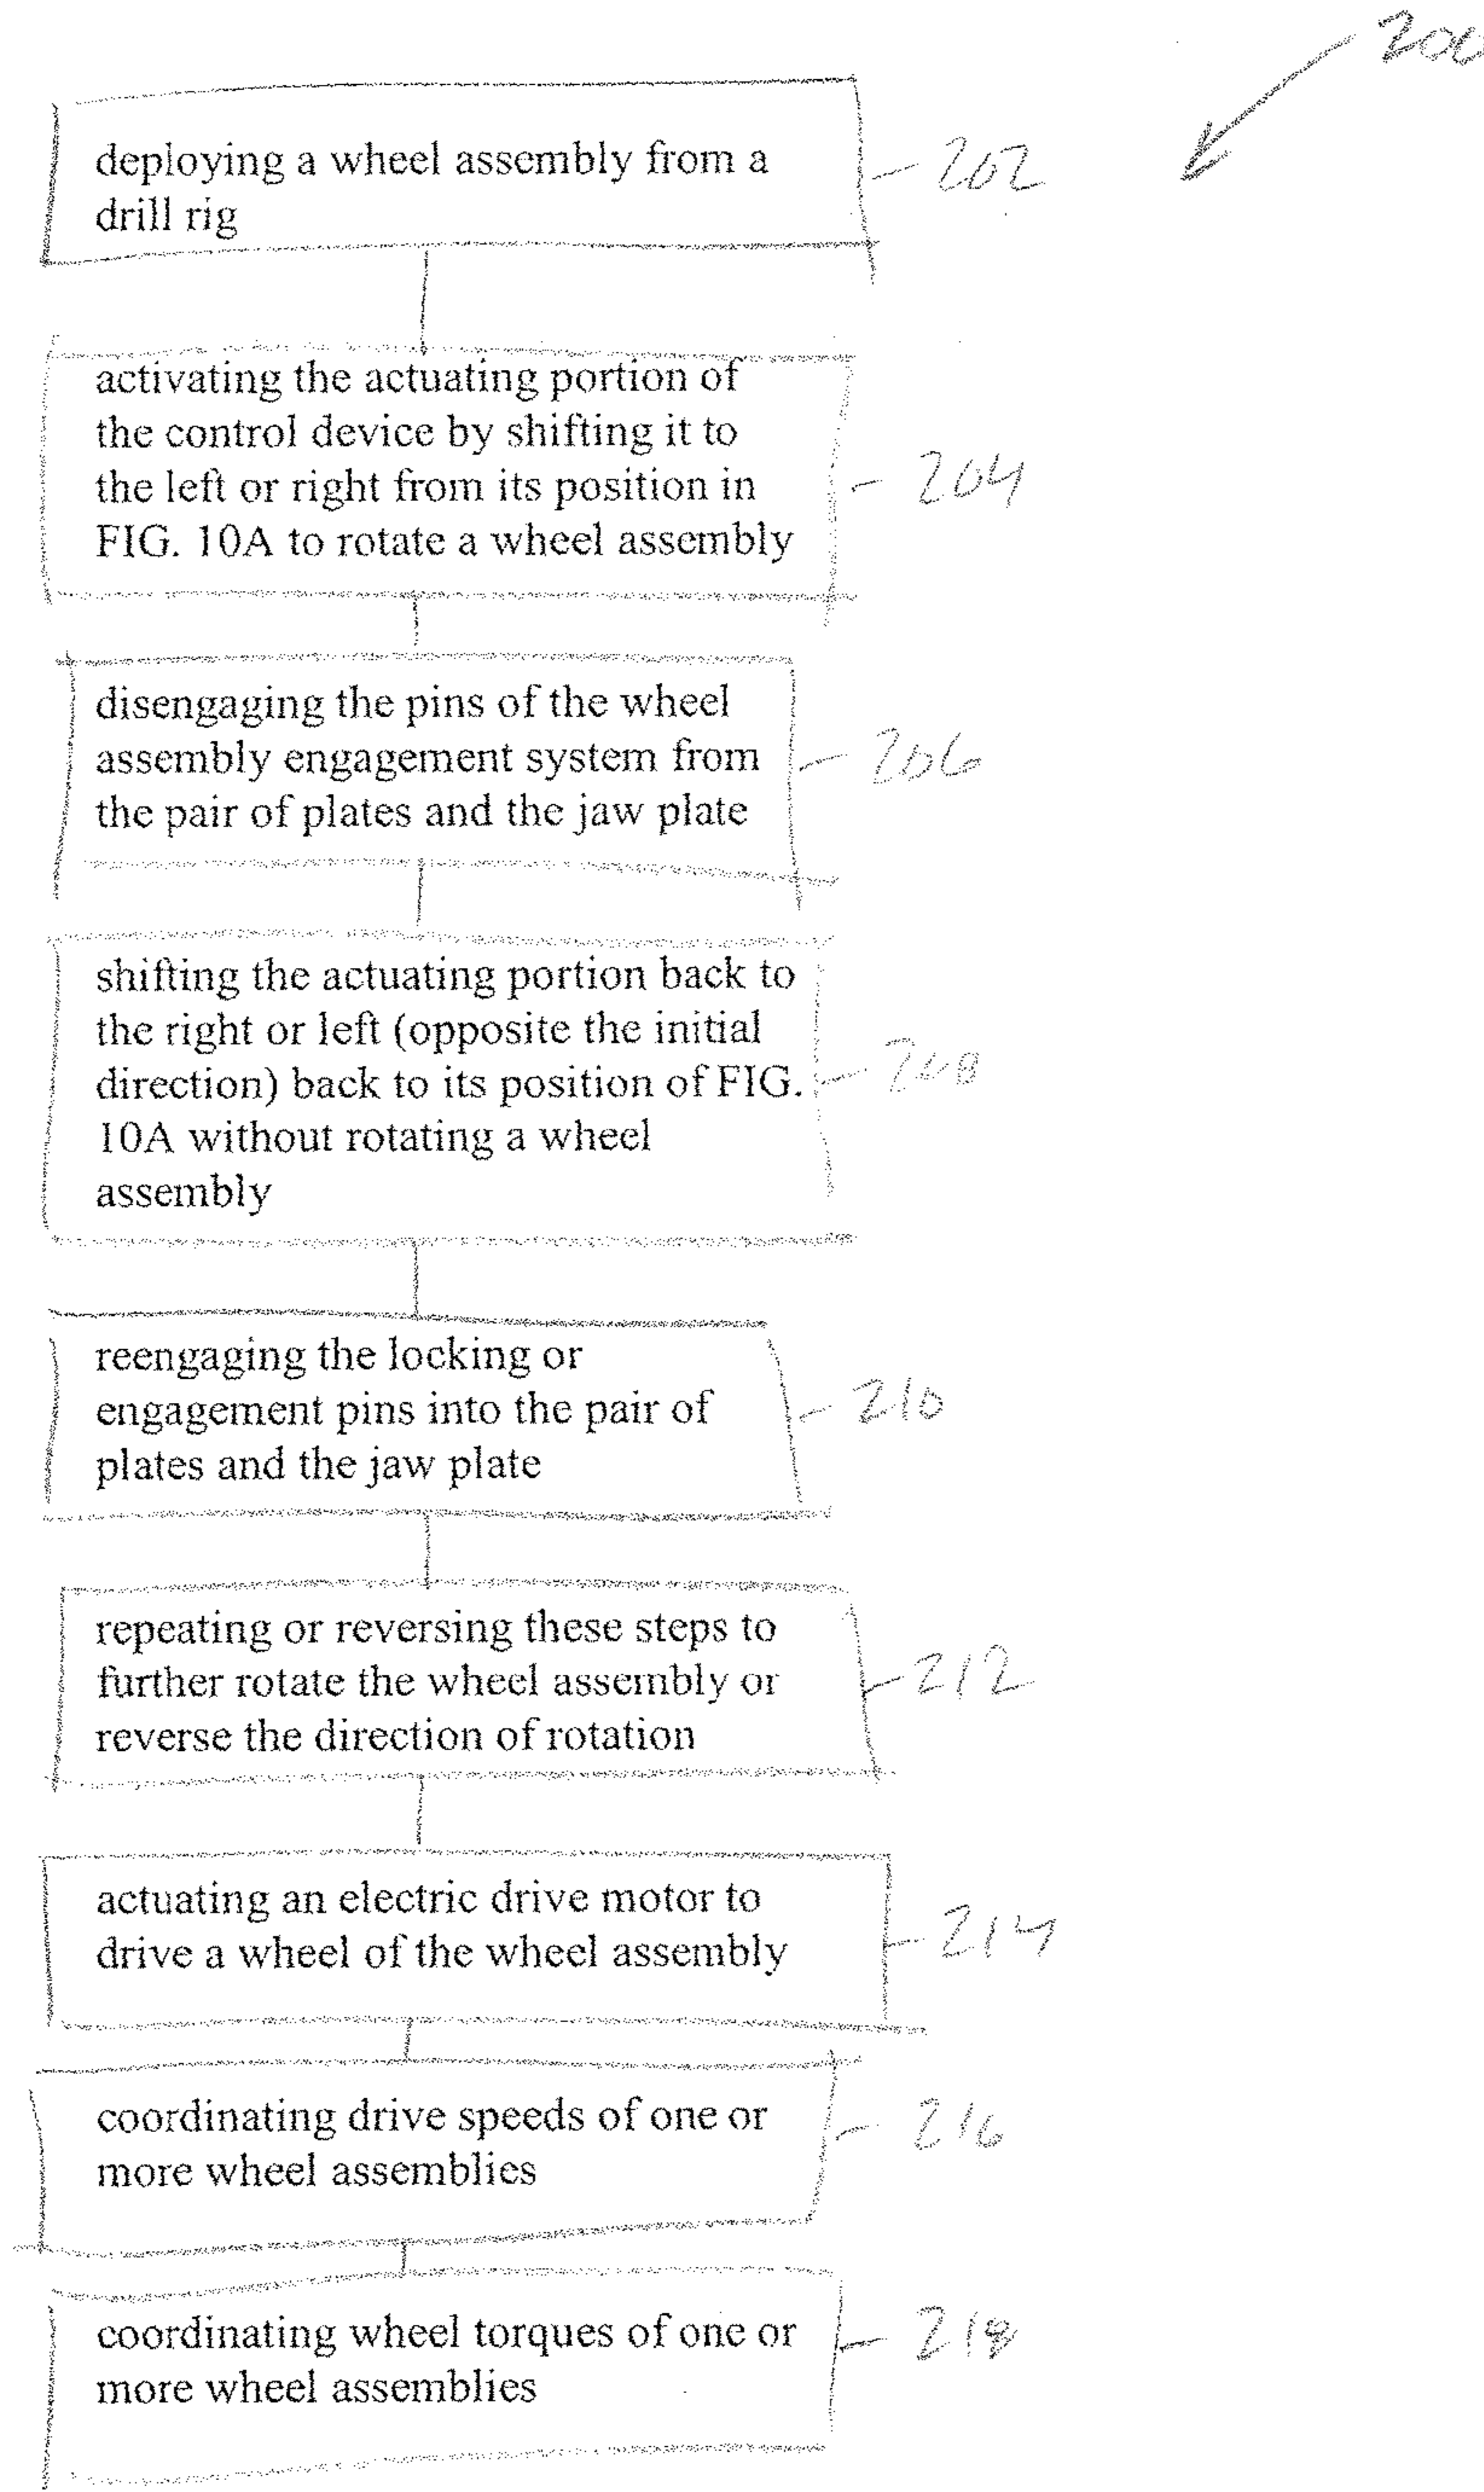 200
deploying a wheel assembly from a
drill rig
202
activating the actuating portion of
the control device by shifting it to
the left or right from its position in
FIG. 10A to rotate a wheel assembly
204
disengaging the pins of the wheel
assembly engagement system from
the pair of plates and the jaw plate
206
shifting the actuating portion back to
the right or left (opposite the initial
direction) back to its position of FIG.
10A without rotating a wheel
assembly
208
reengaging the locking or
engagement pins into the pair of
plates and the jaw plate
210
repeating or reversing these steps to
further rotate the wheel assembly or
reverse the direction of rotation
212
actuating an electric drive motor to
drive a wheel of the wheel assembly
214
coordinating drive speeds of one or
more wheel assemblies
216
coordinating wheel torques of one or
more wheel assemblies
218